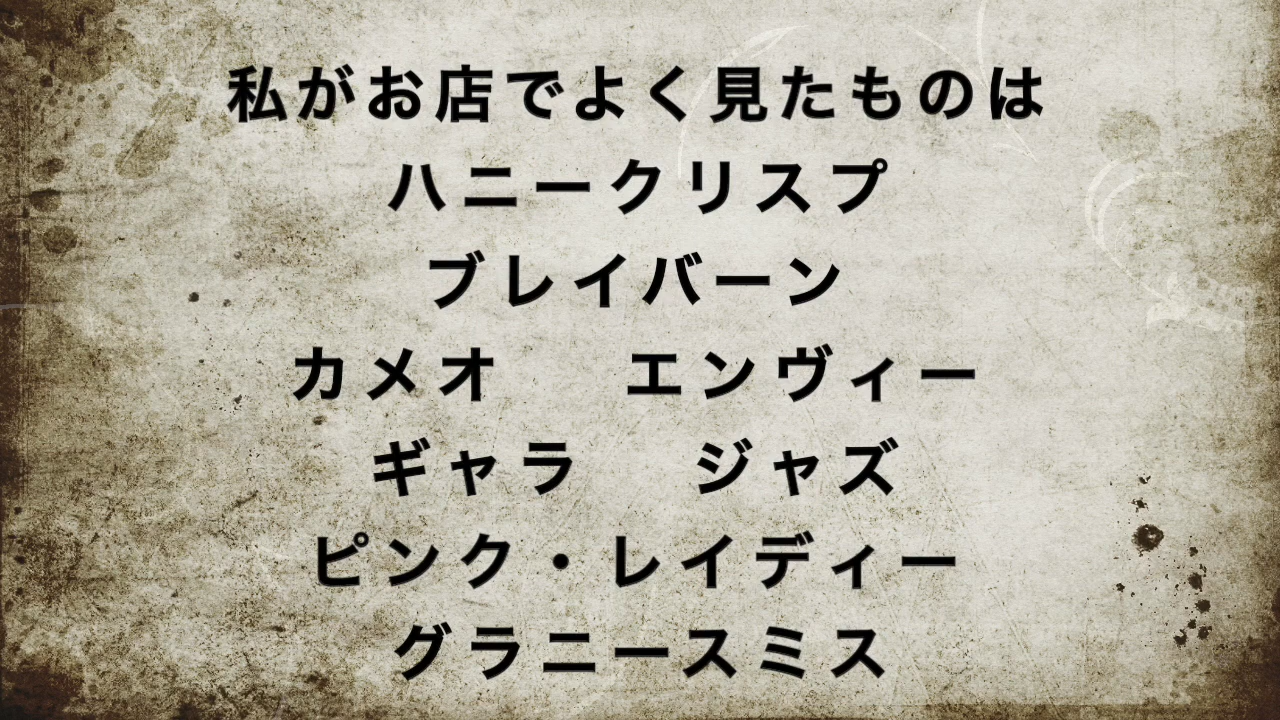 私がお店でよく見たものは
ハニークリスプ
ブレイバーン
カメオ　エンヴィー
ギャラ　ジャズ
ピンク・レイディー
グラニースミス